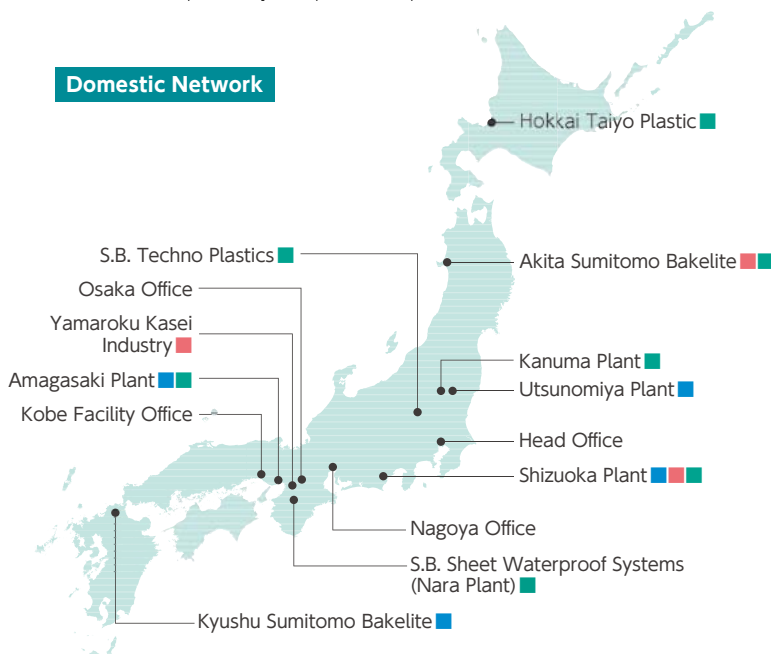 Domestic Network
Hokkai Taiyo Plastic
S.B. Techno Plastics
Akita Sumitomo Bakelite
Osaka Office
Yamaroku Kasei
Industry
Kanuma Plant
Amagasaki Plant
Utsunomiya Plant
Kobe Facility Office
Head Office
Shizuoka Plant
Nagoya Office
S.B. Sheet Waterproof Systems
(Nara Plant)
Kyushu Sumitomo Bakelite